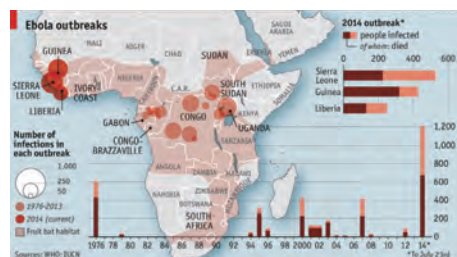 Ebola outbreaks
2014 outbreak*
people infected
of whom: died
Sierra
Leone
Guinea
Liberia
SAUDI
ARABIA
MALI
NIGER
CHAD
SUDAN
ERITREA
YEMEN
GUINEA
NIGERIA
SIERRA
LEONE
IVORY
COAST
LIBERIA
CAMEROON
C.A.R.
SOUTH
SUDAN
ETHIOPIA
SOMALIA
GABON
CONGO
KENYA
UGANDA
CONGO-
BRAZZAVILLE
TANZANIA
ANGOLA
ZAMBIA
NAMIBIA
ZIMBABWE
BOTSWANA
SOUTH
AFRICA
Number of
infections in
each outbreak
1,000
250
50
1976-2013
2014 (current)
Fruit bat habitat
1,200
1,000
800
600
400
200
0
1976 78 80 82 84 86 88 90 92 94 96 98 2000 02 04 06 08 10 12 14*
Sources: WHO; IUCN
*To July 23rd